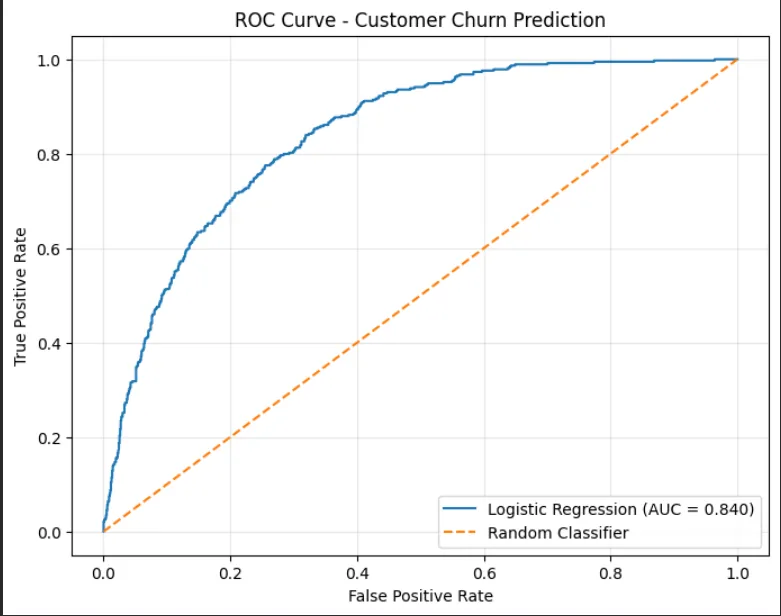 ROC Curve - Customer Churn Prediction
True Positive Rate
1.0
0.8
0.6
0.4
0.2
0.0
0.0 0.2 0.4 0.6 0.8 1.0
False Positive Rate
Logistic Regression (AUC = 0.840)
Random Classifier